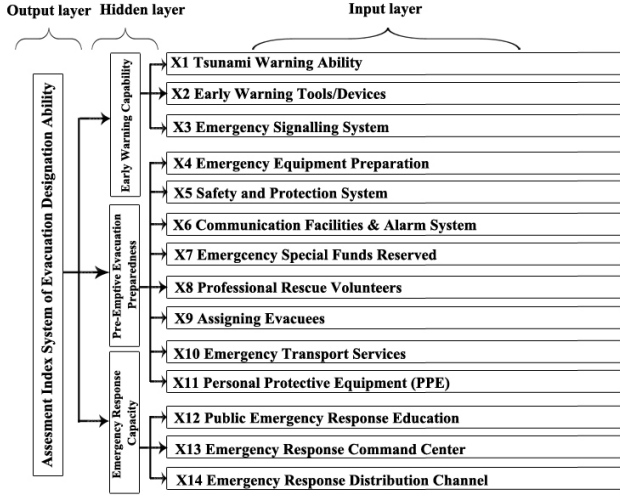 Output layer
Hidden layer
Input layer
Assesment Index System of Evacuation Designation Ability
Early Warning Capability
Pre-Emptive Evacuation
Preparedness
Emergency Response
Capacity
X1 Tsunami Warning Ability
X2 Early Warning Tools/Devices
X3 Emergency Signalling System
X4 Emergency Equipment Preparation
X5 Safety and Protection System
X6 Communication Facilities & Alarm System
X7 Emergcency Special Funds Reserved
X8 Professional Rescue Volunteers
X9 Assigning Evacuees
X10 Emergency Transport Services
X11 Personal Protective Equipment (PPE)
X12 Public Emergency Response Education
X13 Emergency Response Command Center
X14 Emergency Response Distribution Channel